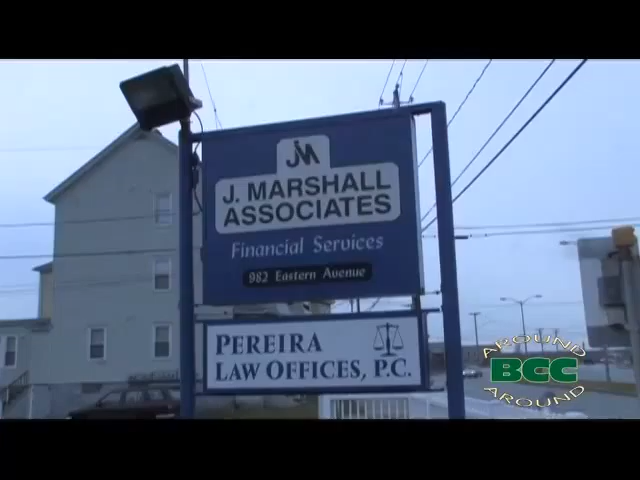 JM
J. MARSHALL
ASSOCIATES
Financial Services
982 Eastern Avenue
PEREIRA
LAW OFFICES, P.C.
AROUND
BCC
AROUND